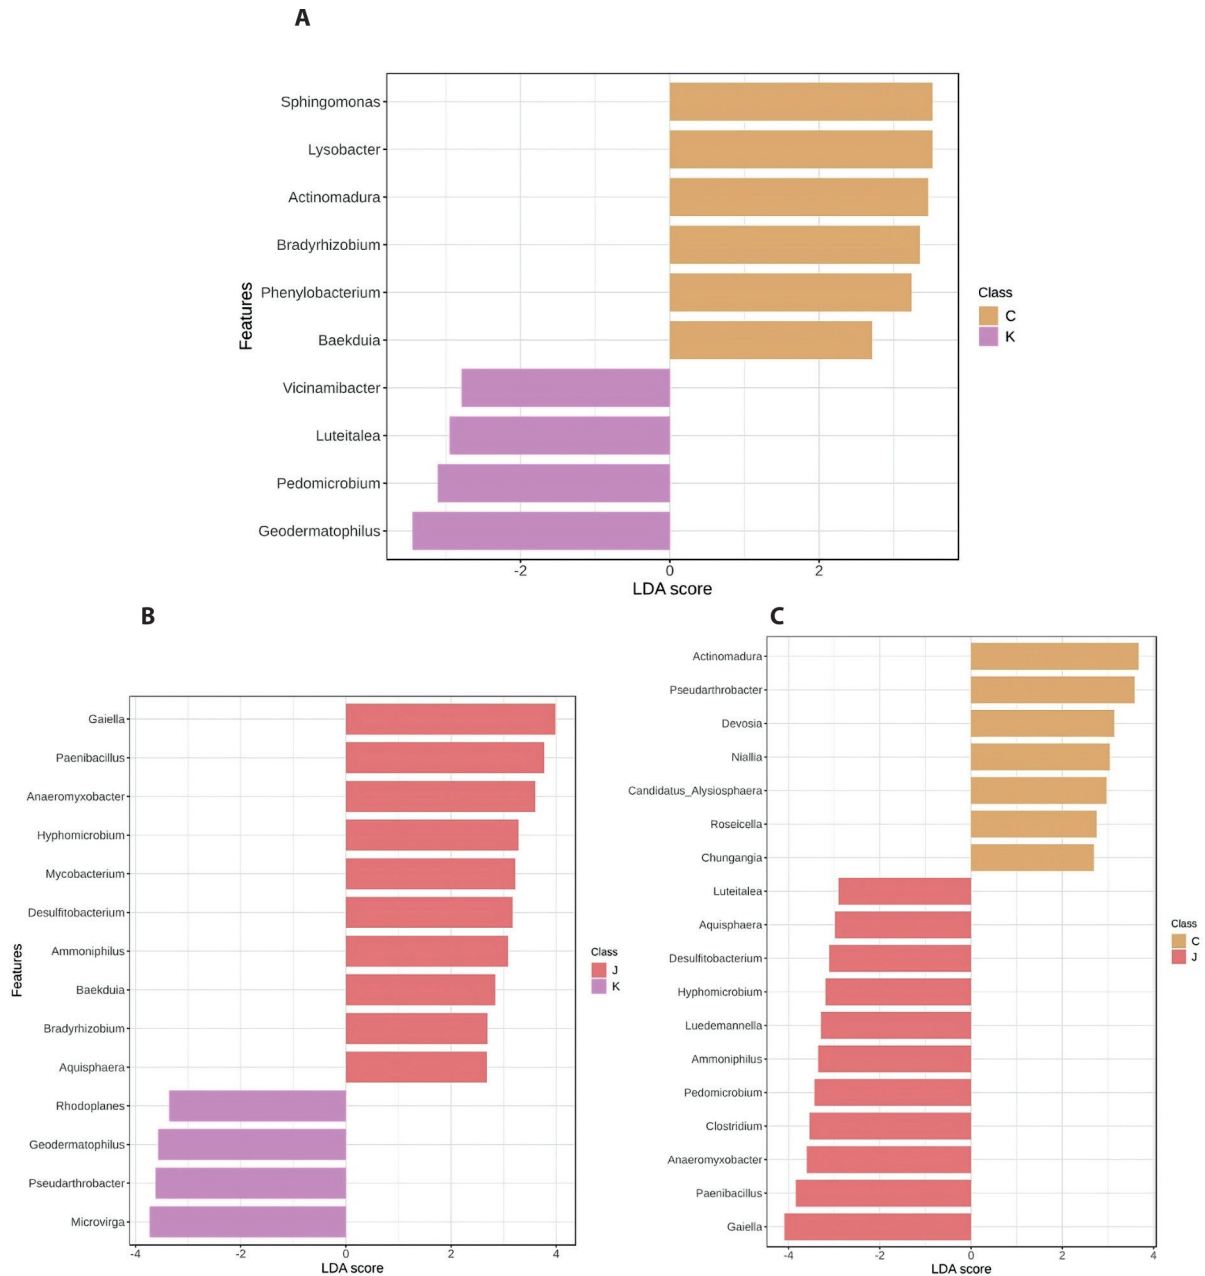 A
Features
Sphingomonas
Lysobacter
Actinomadura
Bradyrhizobium
Phenylobacterium
Baekduia
Vicinamibacter
Luteitalea
Pedomicrobium
Geodermatophilus
-2 0 2
LDA score
Class
C
K
B
Features
Gaiella
Paenibacillus
Anaeromyxobacter
Hyphomicrobium
Mycobacterium
Desulfitobacterium
Ammoniphilus
Baekduia
Bradyrhizobium
Aquisphaera
Rhodoplanes
Geodermatophilus
Pseudarthrobacter
Microvirga
-4 -2 0 2 4
LDA score
Class
J
K
C
Actinomadura
Pseudarthrobacter
Devosia
Niallia
Candidatus_Alysiosphaera
Roseicella
Chungangia
Luteitalea
Aquisphaera
Desulfitobacterium
Hyphomicrobium
Luedemannella
Ammoniphilus
Pedomicrobium
Clostridium
Anaeromyxobacter
Paenibacillus
Gaiella
-4 -2 0 2 4
LDA score
Class
C
J